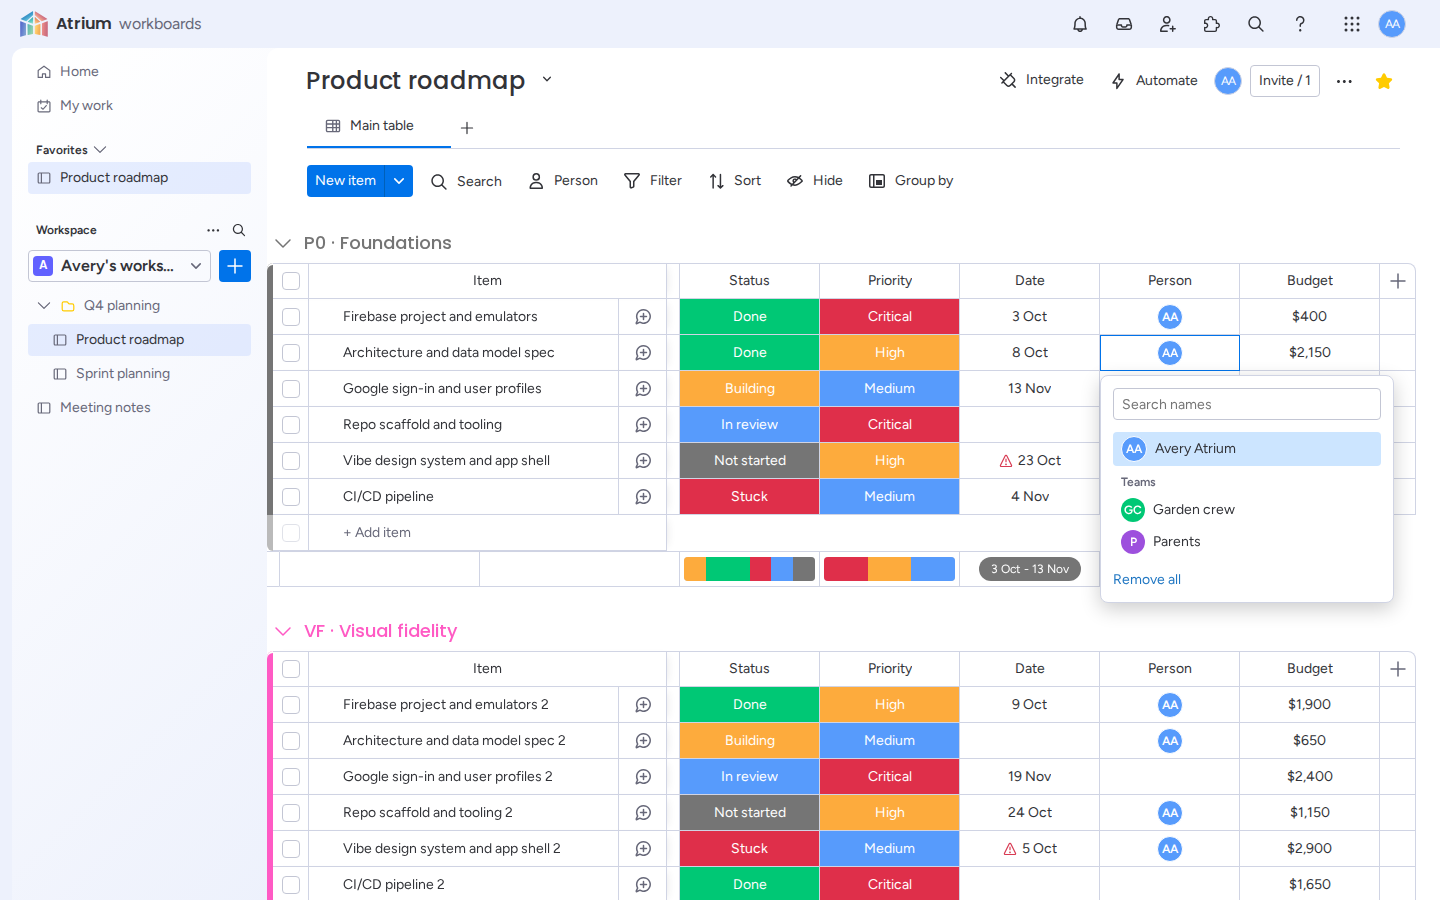 Atrium workboards
AA
Home
My work
Favorites
Product roadmap
Workspace
A Avery's works...
Q4 planning
Product roadmap
Sprint planning
Meeting notes
Product roadmap
Integrate
Automate
AA
Invite / 1
Main table
New item
Search
Person
Filter
Sort
Hide
Group by
P0 · Foundations
Item Status Priority Date Person Budget
Firebase project and emulators Done Critical 3 Oct AA $400
Architecture and data model spec Done High 8 Oct AA $2,150
Google sign-in and user profiles Building Medium 13 Nov
Repo scaffold and tooling In review Critical
Vibe design system and app shell Not started High 23 Oct
CI/CD pipeline Stuck Medium 4 Nov
+ Add item
3 Oct - 13 Nov
Search names
AA Avery Atrium
Teams
GC Garden crew
P Parents
Remove all
VF · Visual fidelity
Item Status Priority Date Person Budget
Firebase project and emulators 2 Done High 9 Oct AA $1,900
Architecture and data model spec 2 Building Medium AA $650
Google sign-in and user profiles 2 In review Critical 19 Nov $2,400
Repo scaffold and tooling 2 Not started High 24 Oct AA $1,150
Vibe design system and app shell 2 Stuck Medium 5 Oct AA $2,900
CI/CD pipeline 2 Done Critical $1,650